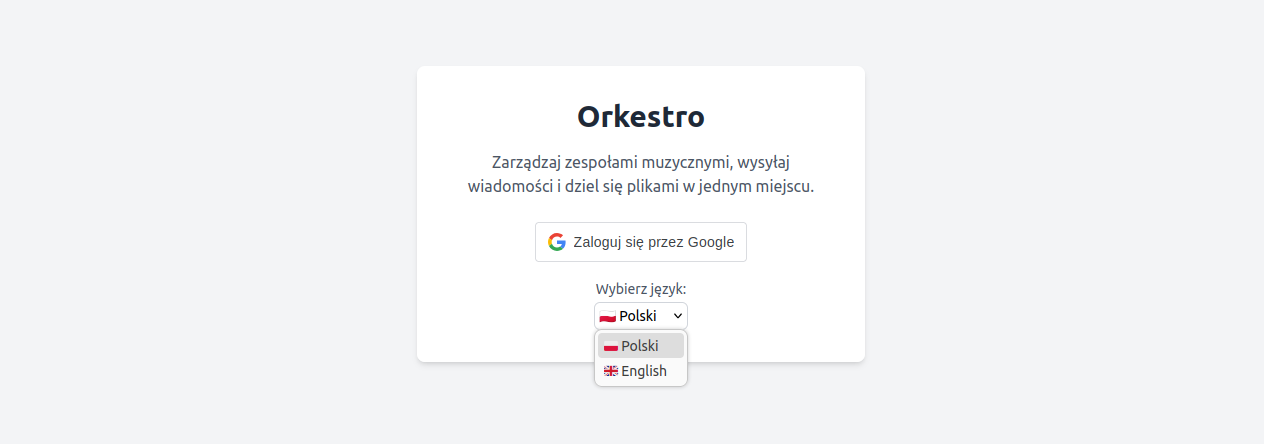 Orkestro
Zarządzaj zespołami muzycznymi, wysyłaj
wiadomości i dziel się plikami w jednym miejscu.
Zaloguj się przez Google
Wybierz język:
Polski
Polski
English